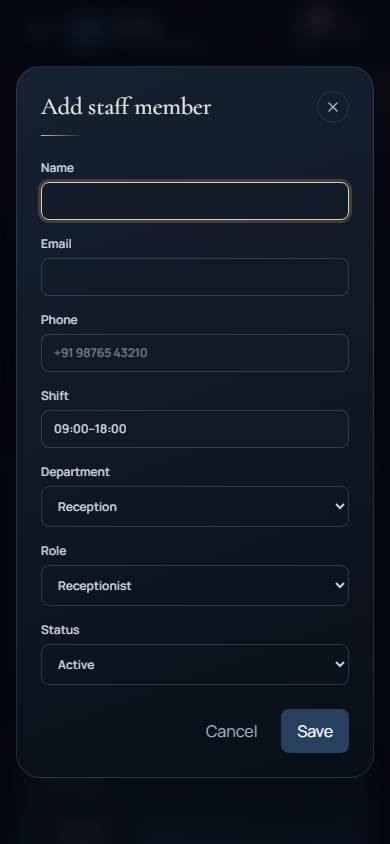 Add staff member
Name
Email
Phone
+91 98765 43210
Shift
09:00–18:00
Department
Reception
Role
Receptionist
Status
Active
Cancel
Save